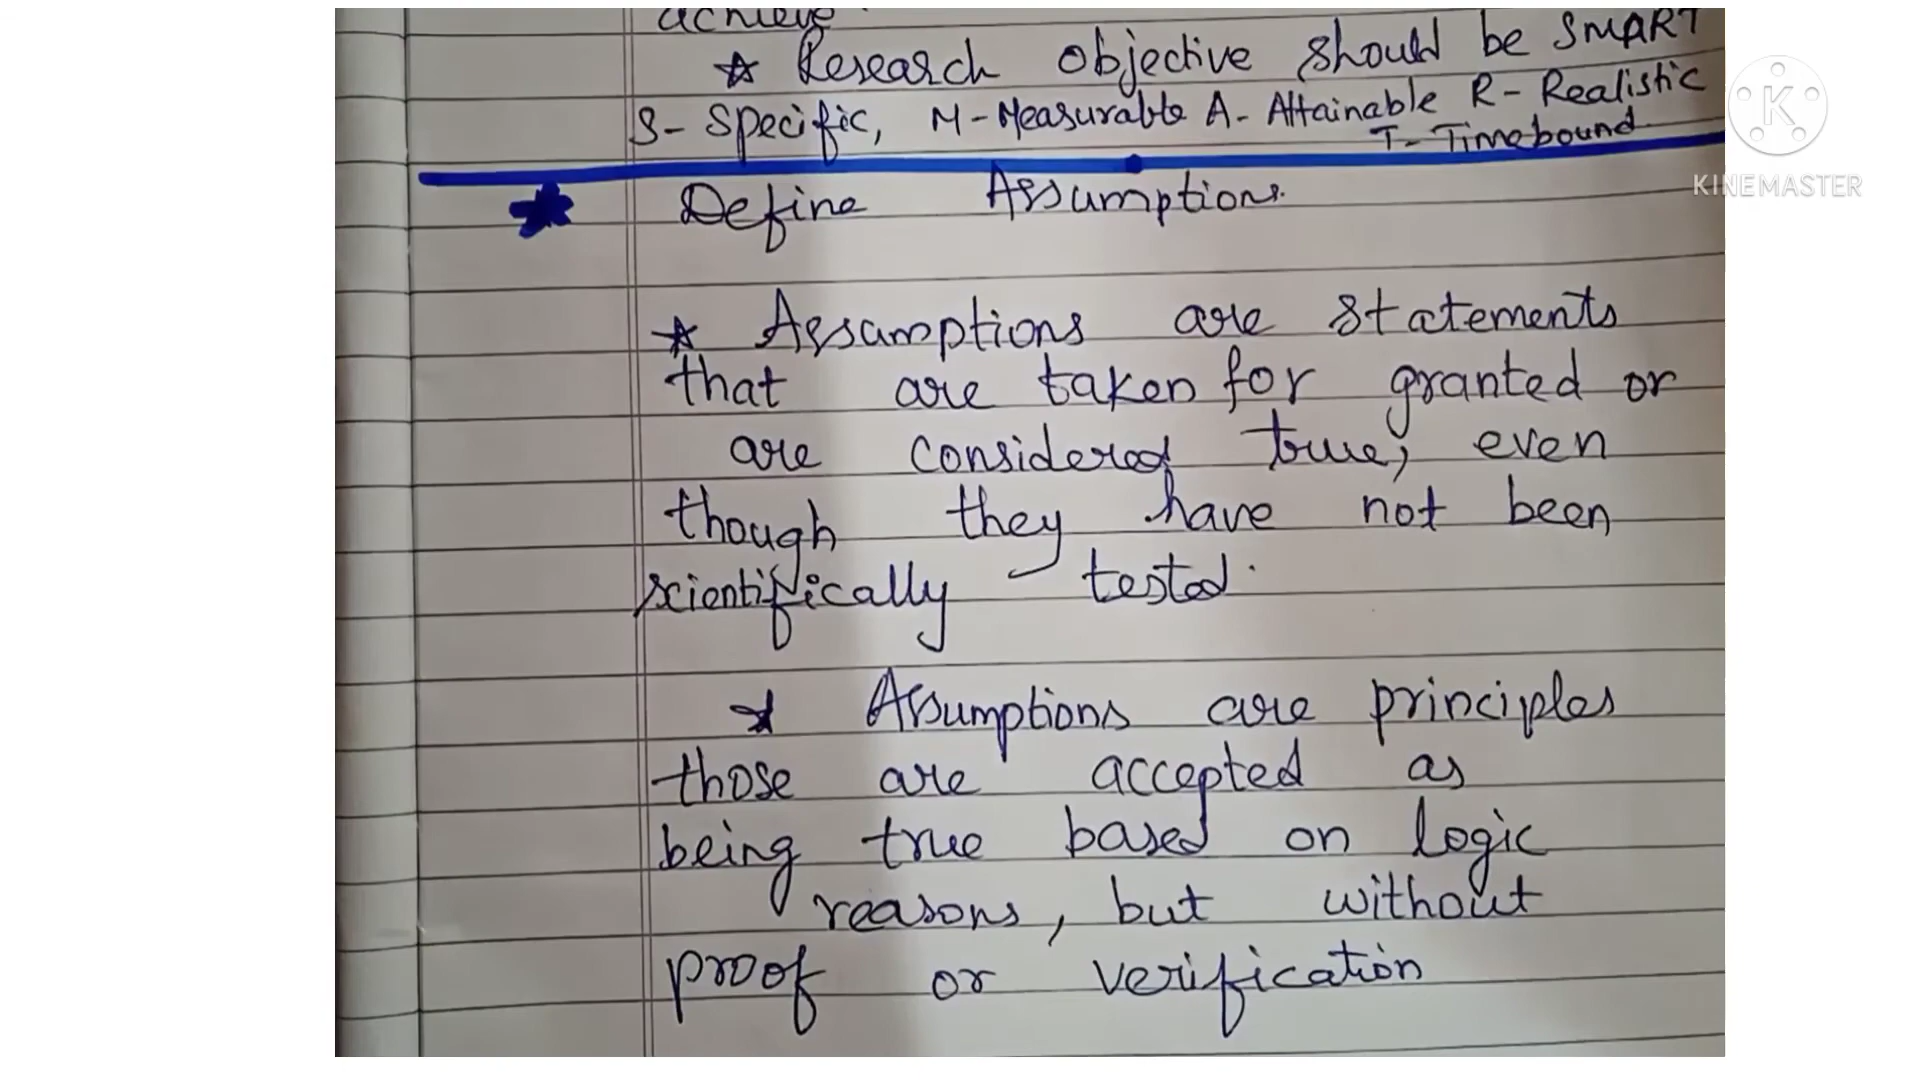 achieve
☆ Research objective should be SMART
S- Specific, M-Measurable A- Attainable R-Realistic
T- Timebound
★ Define Assumptions.
★ Assumptions are statements
that are taken for granted or
are considered true, even
though they have not been
scientifically tested.
★ Assumptions are principles
those are accepted as
being true based on logic
reasons, but without
proof or verification
K
KINEMASTER